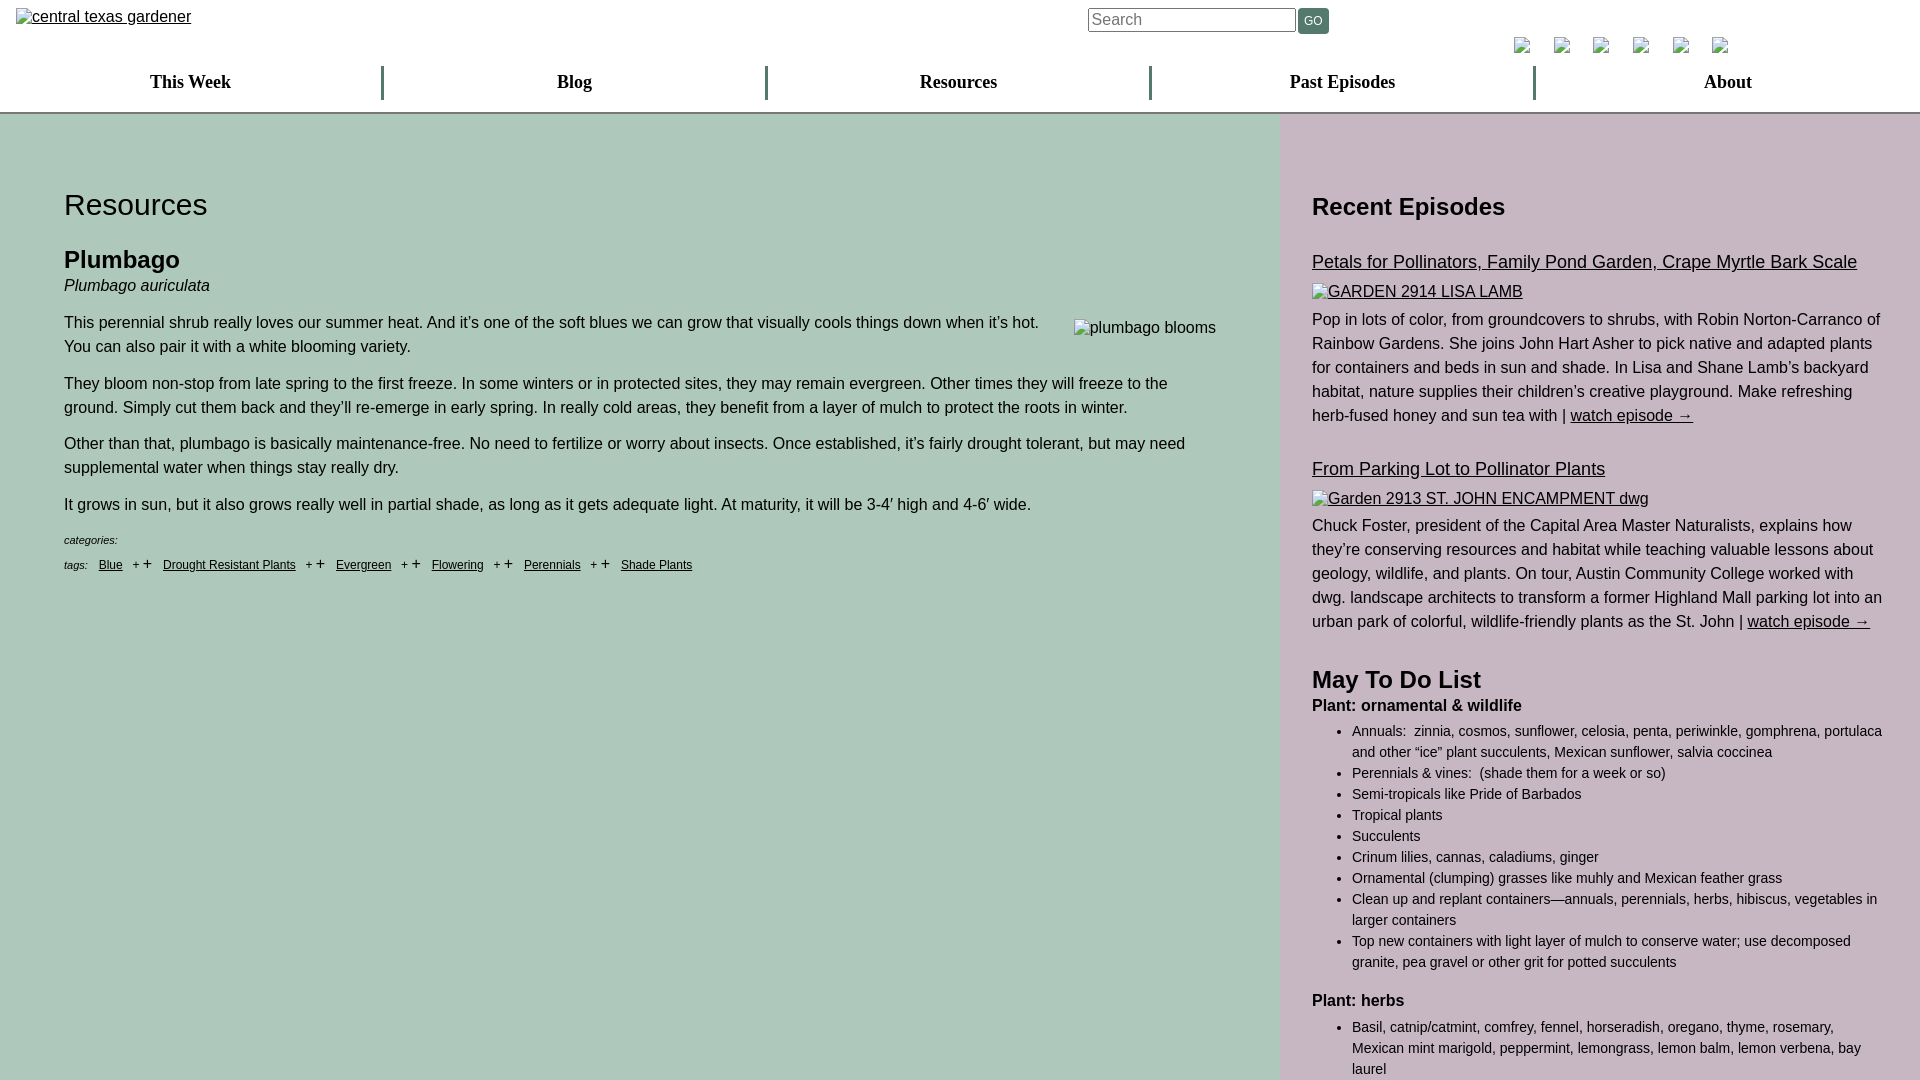 central texas gardener
Search GO
This Week Blog Resources Past Episodes About
Resources
Plumbago
Plumbago auriculata
This perennial shrub really loves our summer heat. And it’s one of the soft blues we can grow that visually cools things down when it’s hot.
You can also pair it with a white blooming variety.
plumbago blooms
They bloom non-stop from late spring to the first freeze. In some winters or in protected sites, they may remain evergreen. Other times they will freeze to the
ground. Simply cut them back and they’ll re-emerge in early spring. In really cold areas, they benefit from a layer of mulch to protect the roots in winter.
Other than that, plumbago is basically maintenance-free. No need to fertilize or worry about insects. Once established, it’s fairly drought tolerant, but may need
supplemental water when things stay really dry.
It grows in sun, but it also grows really well in partial shade, as long as it gets adequate light. At maturity, it will be 3-4′ high and 4-6′ wide.
categories:
tags: Blue + + Drought Resistant Plants + + Evergreen + + Flowering + + Perennials + + Shade Plants
Recent Episodes
Petals for Pollinators, Family Pond Garden, Crape Myrtle Bark Scale
GARDEN 2914 LISA LAMB
Pop in lots of color, from groundcovers to shrubs, with Robin Norton-Carranco of
Rainbow Gardens. She joins John Hart Asher to pick native and adapted plants
for containers and beds in sun and shade. In Lisa and Shane Lamb’s backyard
habitat, nature supplies their children’s creative playground. Make refreshing
herb-fused honey and sun tea with | watch episode →
From Parking Lot to Pollinator Plants
Garden 2913 ST. JOHN ENCAMPMENT dwg
Chuck Foster, president of the Capital Area Master Naturalists, explains how
they’re conserving resources and habitat while teaching valuable lessons about
geology, wildlife, and plants. On tour, Austin Community College worked with
dwg. landscape architects to transform a former Highland Mall parking lot into an
urban park of colorful, wildlife-friendly plants as the St. John | watch episode →
May To Do List
Plant: ornamental & wildlife
• Annuals:  zinnia, cosmos, sunflower, celosia, penta, periwinkle, gomphrena, portulaca
and other “ice” plant succulents, Mexican sunflower, salvia coccinea
• Perennials & vines:  (shade them for a week or so)
• Semi-tropicals like Pride of Barbados
• Tropical plants
• Succulents
• Crinum lilies, cannas, caladiums, ginger
• Ornamental (clumping) grasses like muhly and Mexican feather grass
• Clean up and replant containers—annuals, perennials, herbs, hibiscus, vegetables in
larger containers
• Top new containers with light layer of mulch to conserve water; use decomposed
granite, pea gravel or other grit for potted succulents
Plant: herbs
• Basil, catnip/catmint, comfrey, fennel, horseradish, oregano, thyme, rosemary,
Mexican mint marigold, peppermint, lemongrass, lemon balm, lemon verbena, bay
laurel